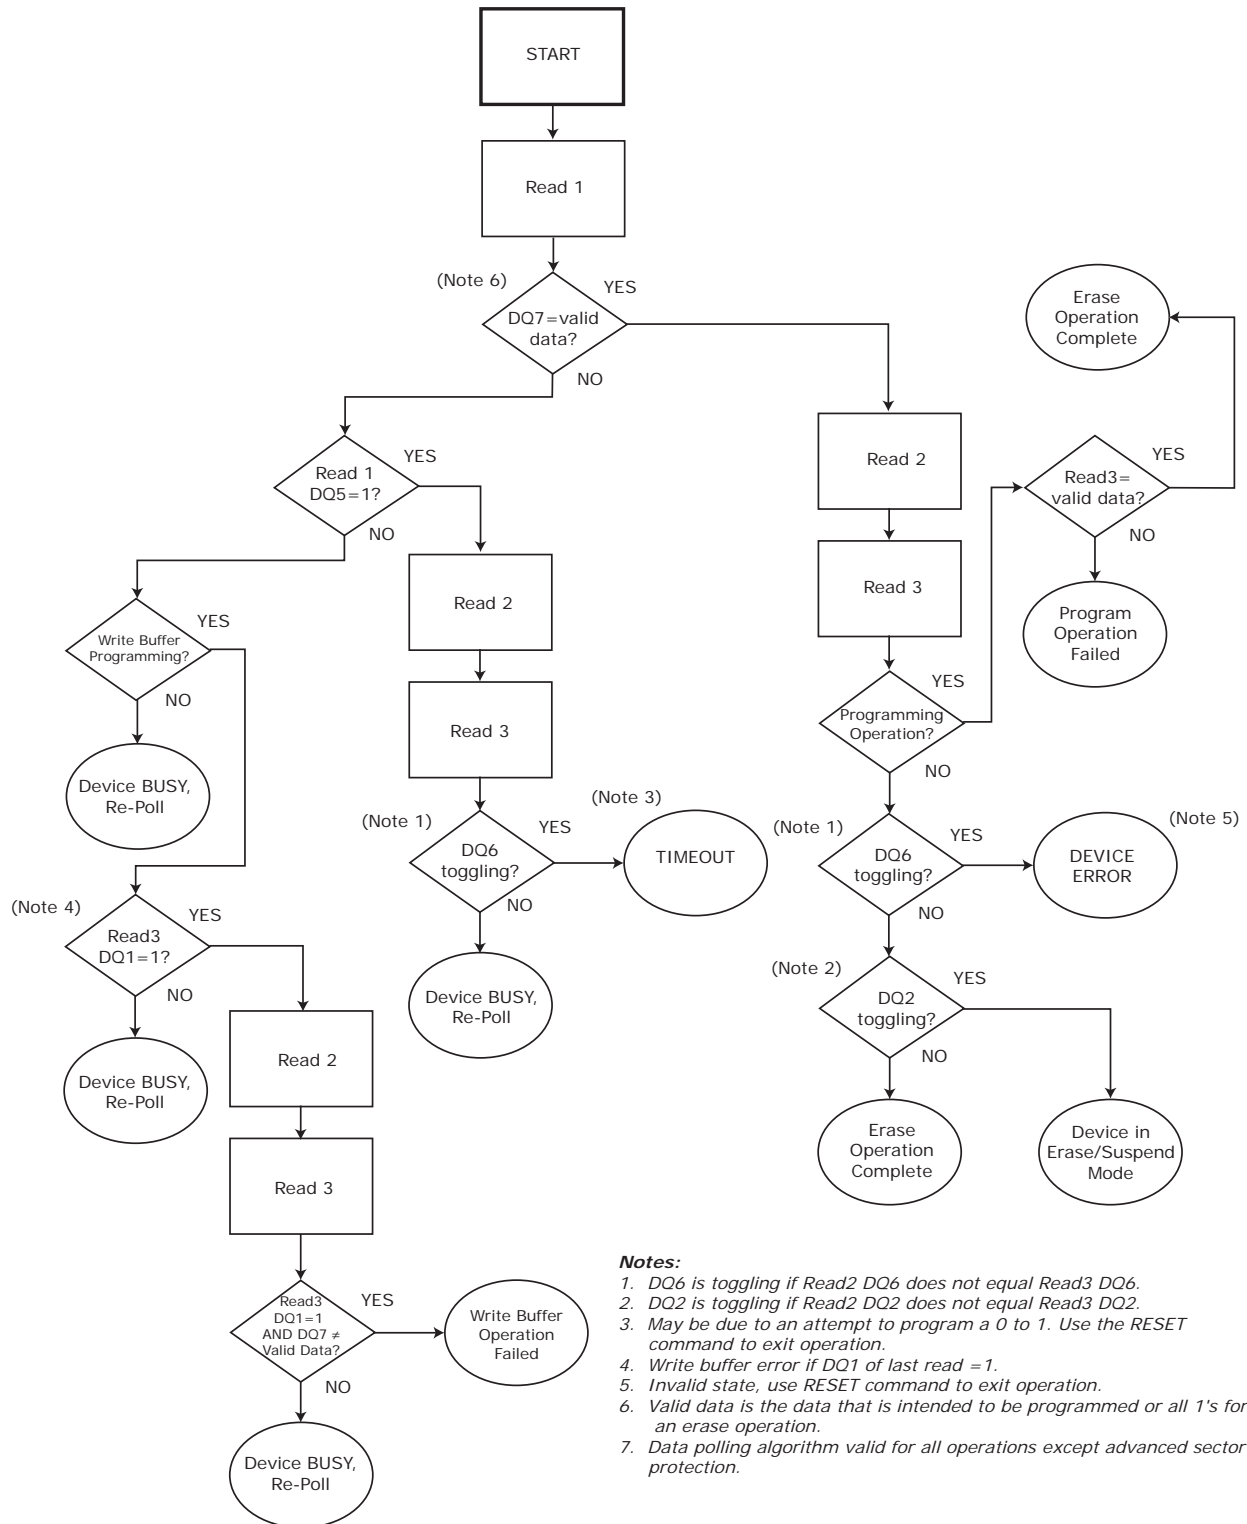 START
Read 1
(Note 6)
YES
DQ7=valid
data?
NO
Erase
Operation
Complete
Read 1
DQ5=1?
YES
NO
Read 2
Read3=
valid data?
YES
NO
Read 2
Read 3
Program
Operation
Failed
Write Buffer
Programming?
YES
NO
Read 3
Programming
Operation?
YES
NO
Device BUSY,
Re-Poll
(Note 1)
DQ6
toggling?
YES
NO
(Note 3)
TIMEOUT
(Note 1)
DQ6
toggling?
YES
NO
(Note 5)
DEVICE
ERROR
(Note 4)
Read3
DQ1=1?
YES
NO
Device BUSY,
Re-Poll
(Note 2)
DQ2
toggling?
YES
NO
Device BUSY,
Re-Poll
Read 2
Erase
Operation
Complete
Device in
Erase/Suspend
Mode
Read 3
Read3
DQ1=1
AND DQ7 ≠
Valid Data?
YES
NO
Write Buffer
Operation
Failed
Device BUSY,
Re-Poll
Notes:
1. DQ6 is toggling if Read2 DQ6 does not equal Read3 DQ6.
2. DQ2 is toggling if Read2 DQ2 does not equal Read3 DQ2.
3. May be due to an attempt to program a 0 to 1. Use the RESET
command to exit operation.
4. Write buffer error if DQ1 of last read =1.
5. Invalid state, use RESET command to exit operation.
6. Valid data is the data that is intended to be programmed or all 1's for
an erase operation.
7. Data polling algorithm valid for all operations except advanced sector
protection.